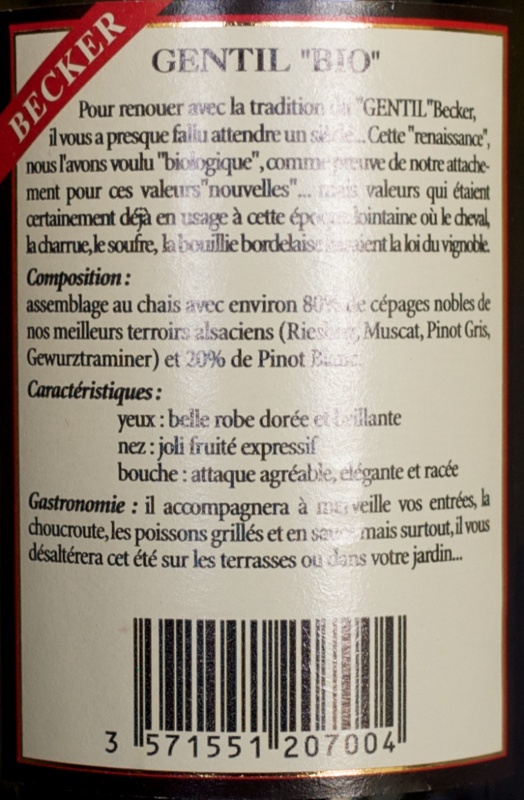 BECKER
GENTIL "BIO"
Pour renouer avec la tradition du "GENTIL" Becker,
il vous a presque fallu attendre un siècle... Cette "renaissance",
nous l'avons voulu "biologique", comme preuve de notre attache-
ment pour ces valeurs "nouvelles"... mais valeurs qui étaient
certainement déjà en usage à cette époque lointaine où le cheval,
la charrue, le soufre, la bouillie bordelaise faisaient la loi du vignoble.
Composition :
assemblage au chais avec environ 80% de cépages nobles de
nos meilleurs terroirs alsaciens (Riesling, Muscat, Pinot Gris,
Gewurztraminer) et 20% de Pinot Blanc.
Caractéristiques :
yeux : belle robe dorée et brillante
nez : joli fruité expressif
bouche : attaque agréable, élégante et racée
Gastronomie : il accompagnera à merveille vos entrées, la
choucroute, les poissons grillés et en sauce mais surtout, il vous
désaltérera cet été sur les terrasses ou dans votre jardin...
3 571551 207004